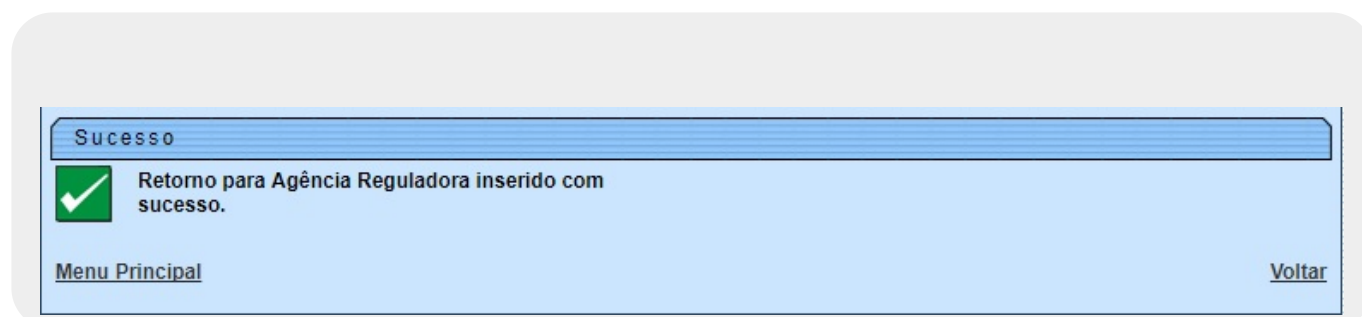 Sucesso
Retorno para Agência Reguladora inserido com
sucesso.
Menu Principal
Voltar